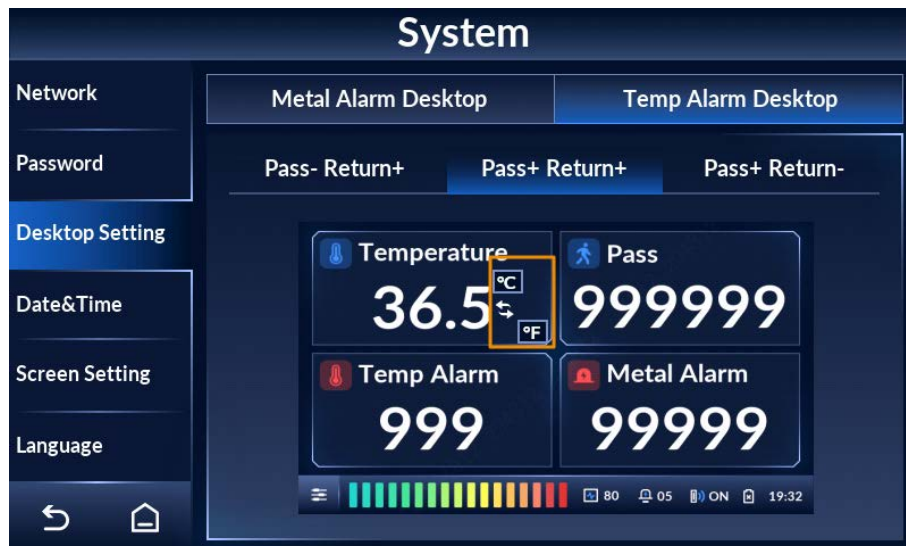 System
Network
Password
Desktop Setting
Date&Time
Screen Setting
Language
Metal Alarm Desktop Temp Alarm Desktop
Pass- Return+ Pass+ Return+ Pass+ Return-
Temperature
36.5
°C
°F
Pass
999999
Temp Alarm
999
Metal Alarm
99999
80 05 ON 19:32